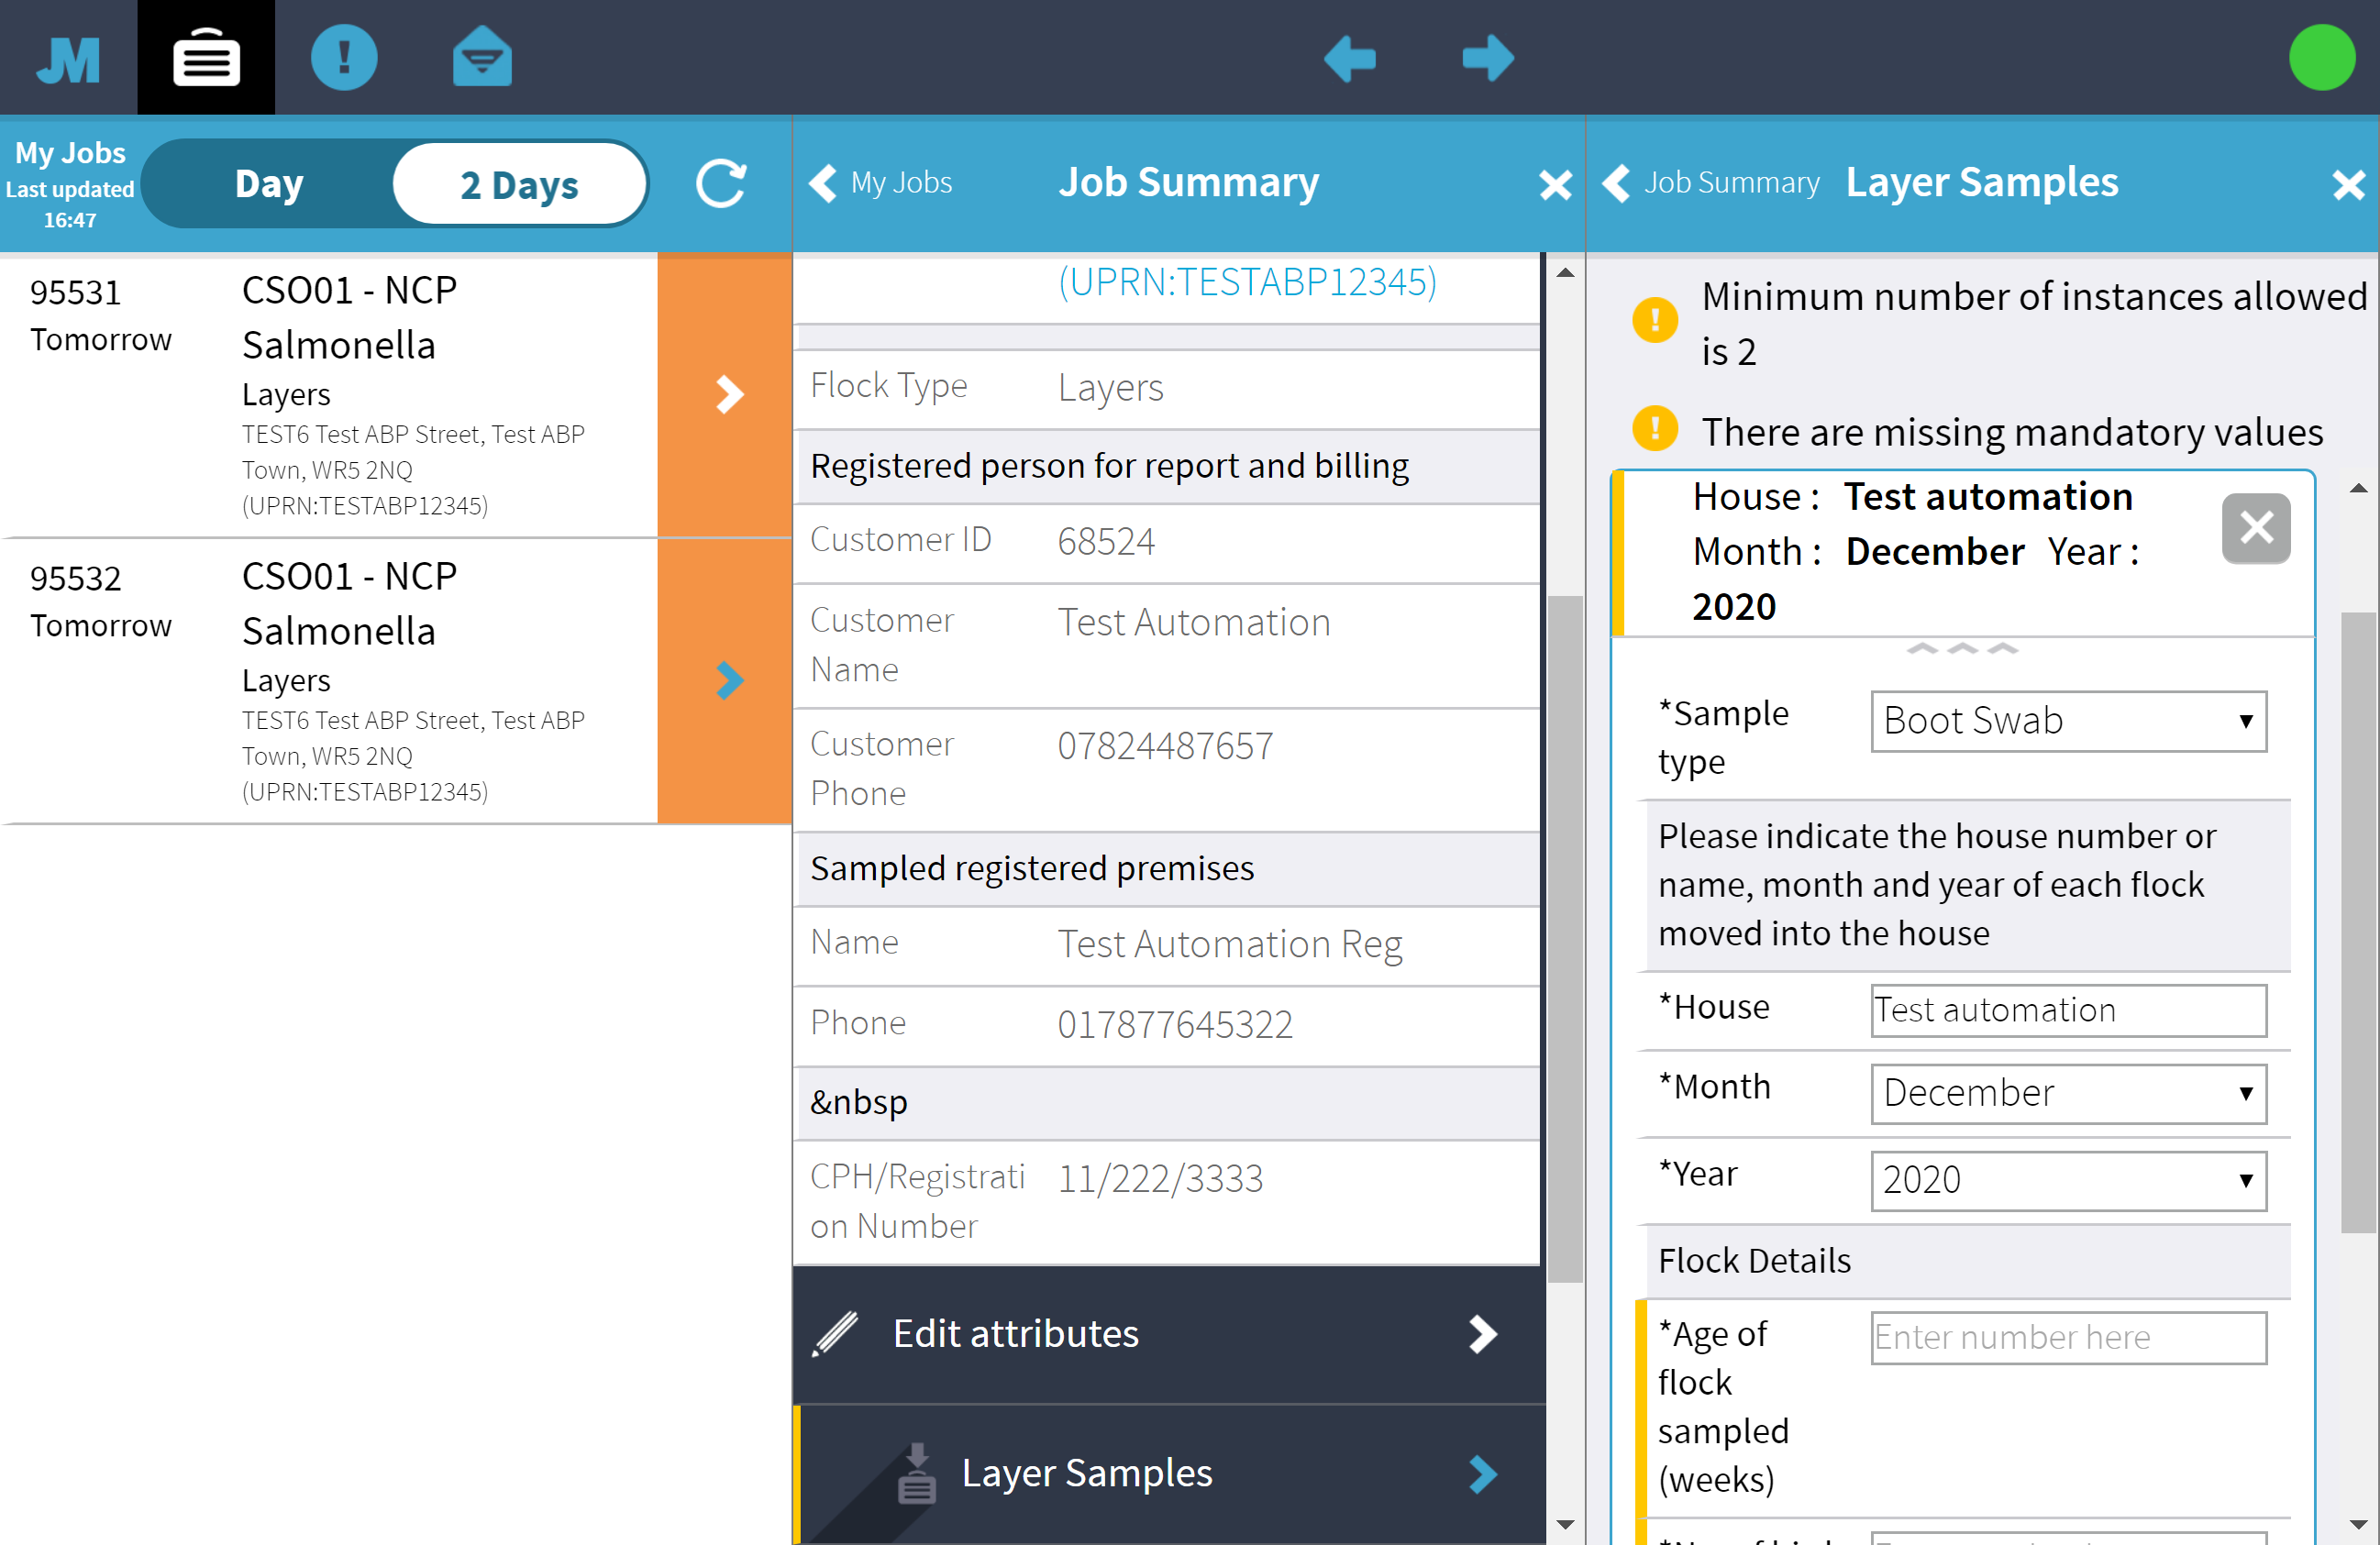 JM
My Jobs
Last updated
16:47
Day
2 Days
My Jobs
Job Summary
Job Summary
Layer Samples
95531
Tomorrow
CSO01 - NCP
Salmonella
Layers
TEST6 Test ABP Street, Test ABP
Town, WR5 2NQ
(UPRN:TESTABP12345)
95532
Tomorrow
CSO01 - NCP
Salmonella
Layers
TEST6 Test ABP Street, Test ABP
Town, WR5 2NQ
(UPRN:TESTABP12345)
(UPRN:TESTABP12345)
Flock Type
Layers
Registered person for report and billing
Customer ID
68524
Customer
Name
Test Automation
Customer
Phone
07824487657
Sampled registered premises
Name
Test Automation Reg
Phone
017877645322
&nbsp
CPH/Registrati
on Number
11/222/3333
Edit attributes
Layer Samples
Minimum number of instances allowed
is 2
There are missing mandatory values
House : Test automation
Month : December Year :
2020
*Sample
type
Boot Swab
Please indicate the house number or
name, month and year of each flock
moved into the house
*House
Test automation
*Month
December
*Year
2020
Flock Details
*Age of
flock
sampled
(weeks)
Enter number here